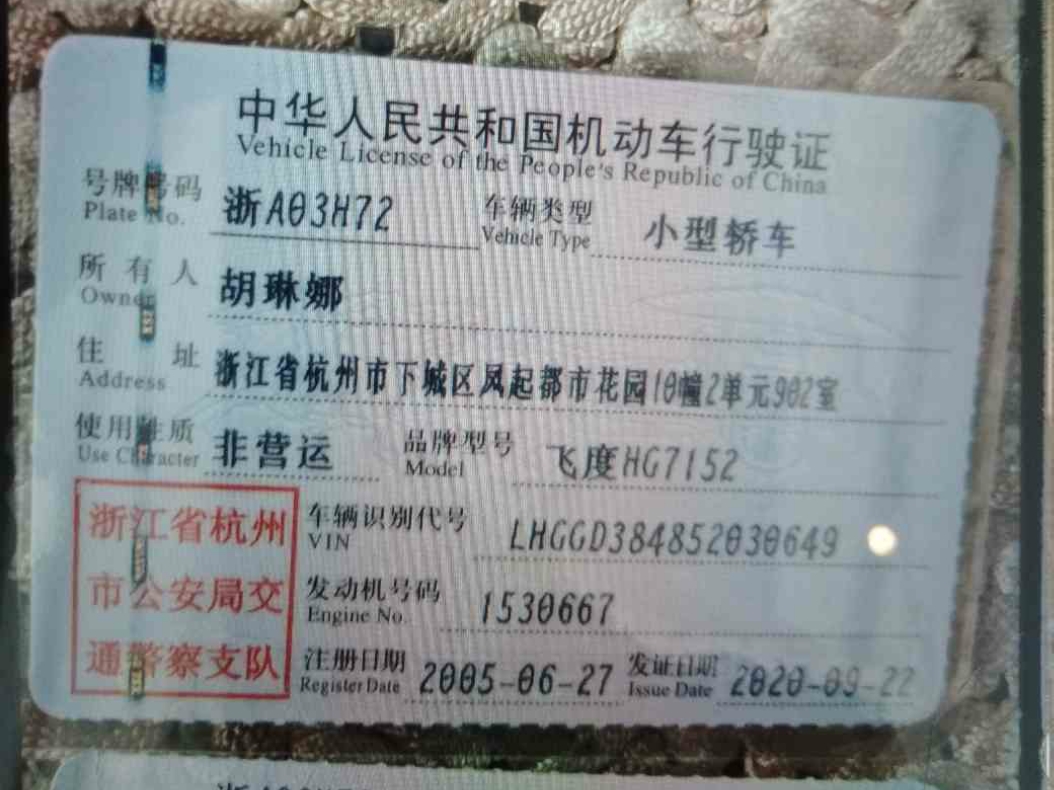 中华人民共和国机动车行驶证
Vehicle License of the People's Republic of China
号牌号码 浙A03H72 车辆类型 小型轿车
Plate No. Vehicle Type
所有人 胡琳娜
Owner
住址 浙江省杭州市下城区凤起都市花园10幢2单元902室
Address
使用性质 非营运 品牌型号 飞度HG7152
Use Character Model
浙江省杭州
市公安局交
通警察支队
车辆识别代号 LHGGD384852030649
VIN
发动机号码 1530667
Engine No.
注册日期 2005-06-27 发证日期 2020-09-22
Register Date Issue Date